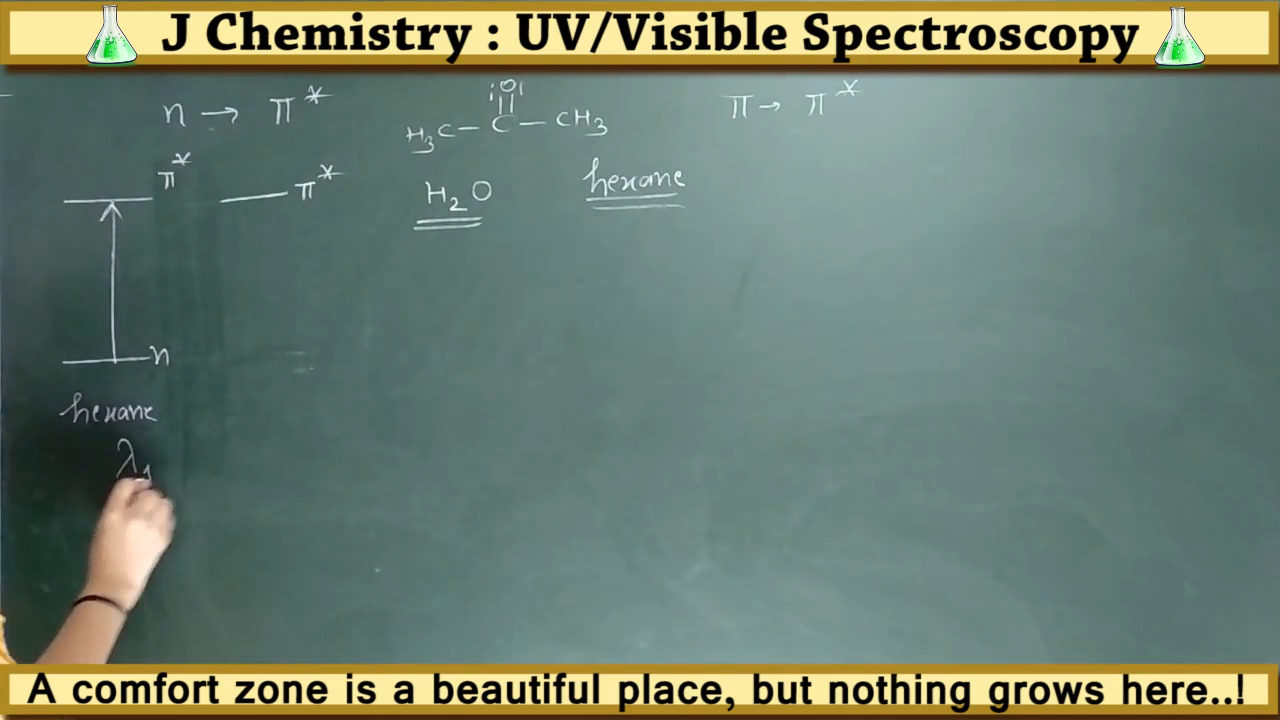 J Chemistry : UV/Visible Spectroscopy
n → π*
:O:
H3C – C – CH3
π → π*
π*
π*
H2O
hexane
n
hexane
λ1
A comfort zone is a beautiful place, but nothing grows here..!